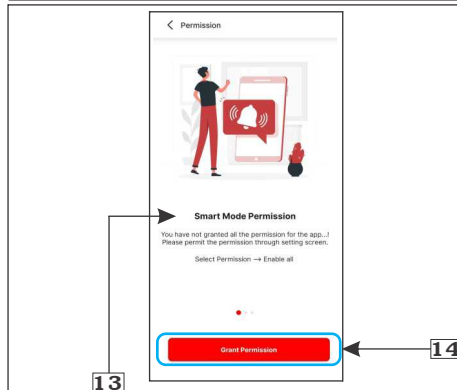 Permission
Smart Mode Permission
You have not granted all the permission for the app...!
Please permit the permission through setting screen.
Select Permission → Enable all
Grant Permission
14
13